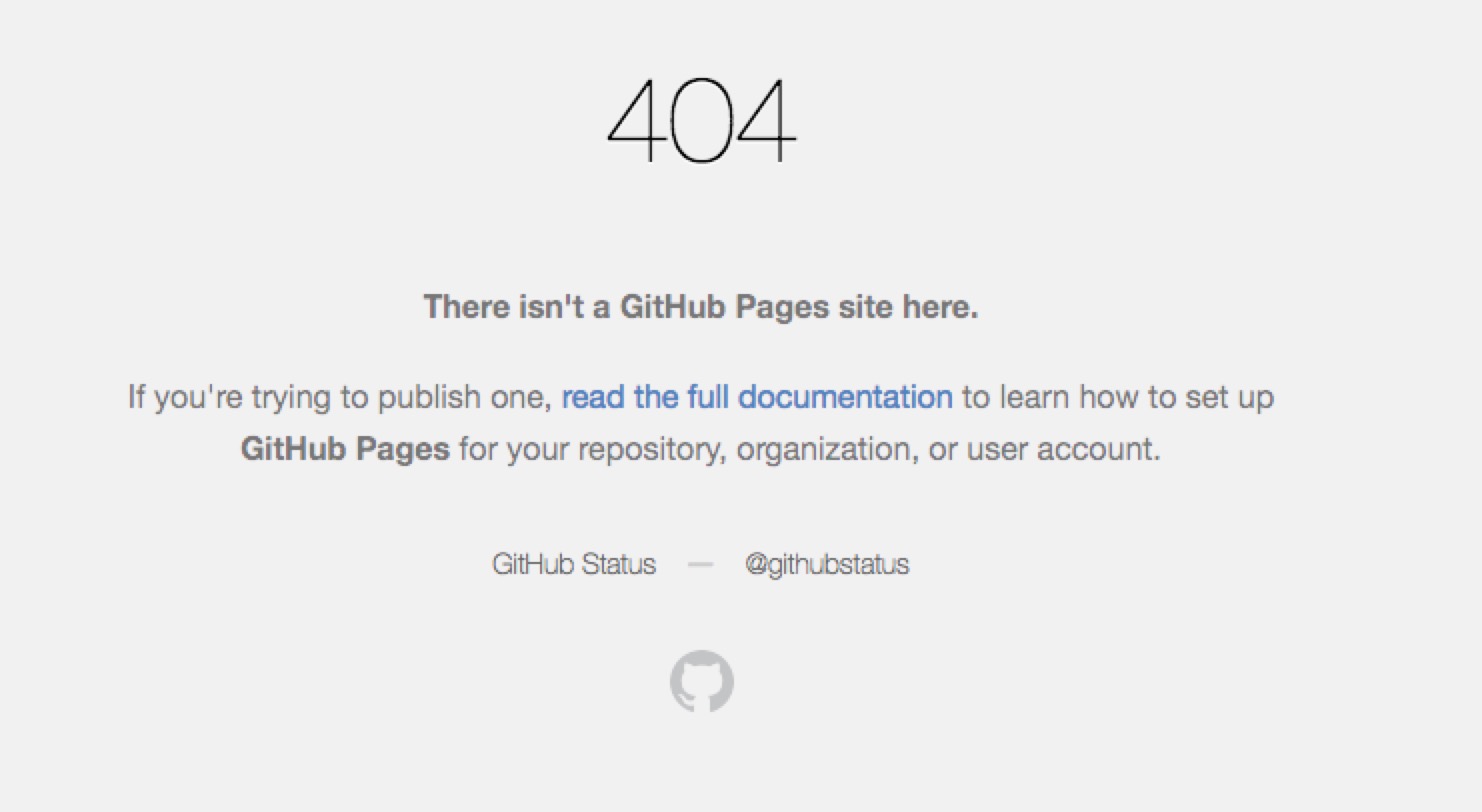 404
There isn't a GitHub Pages site here.
If you're trying to publish one, read the full documentation to learn how to set up
GitHub Pages for your repository, organization, or user account.
GitHub Status — @githubstatus